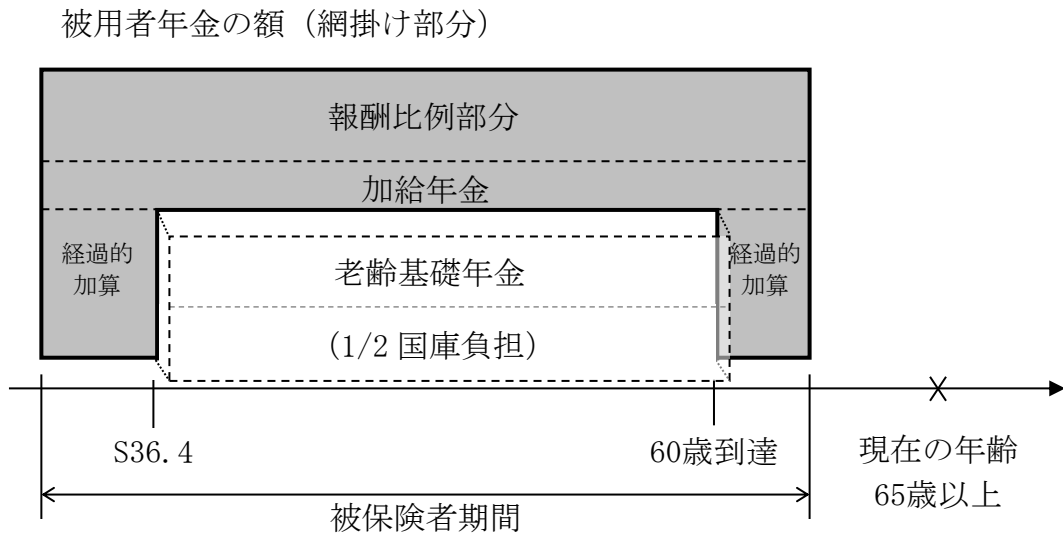 被用者年金の額（網掛け部分）
報酬比例部分
加給年金
経過的
加算
老齢基礎年金
(1/2 国庫負担)
経過的
加算
S36.4
60歳到達
現在の年齢
65歳以上
被保険者期間